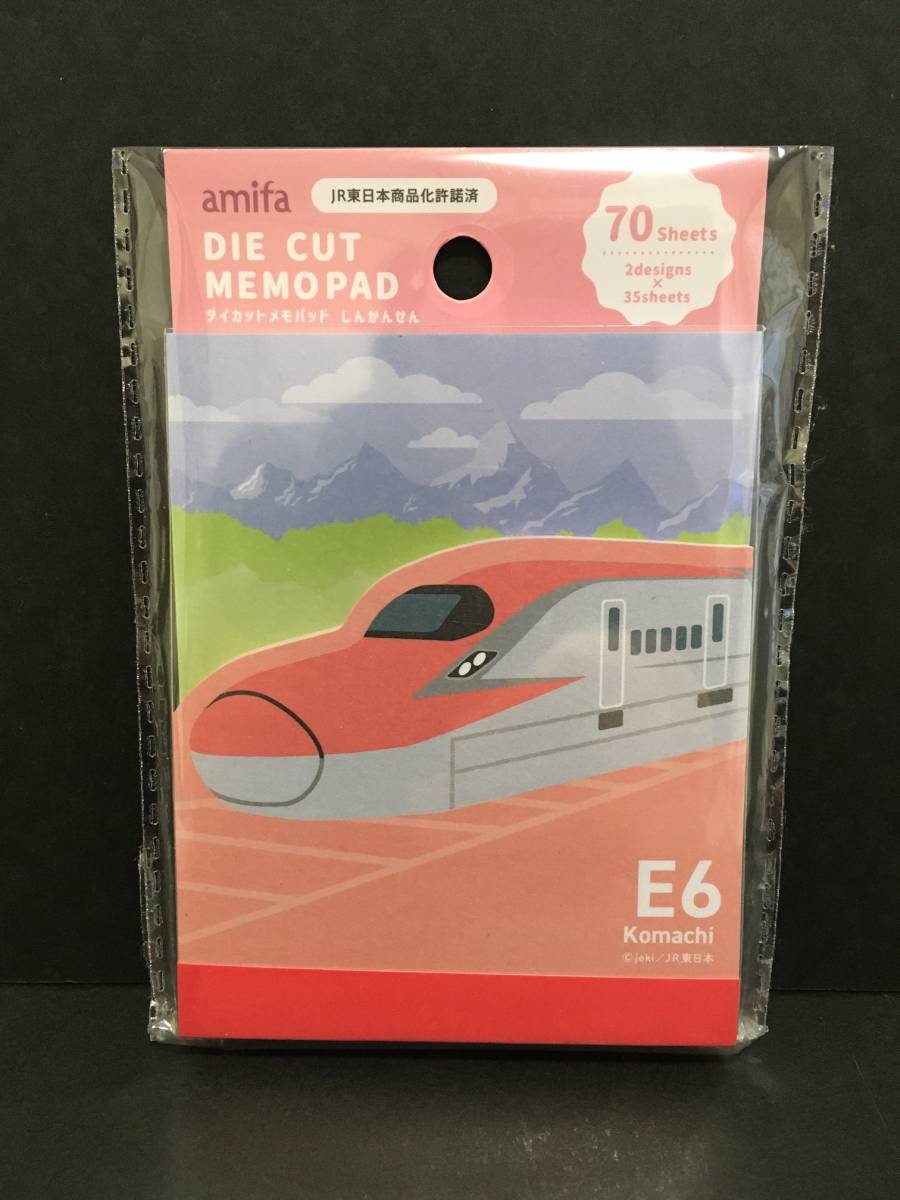 amifa
JR東日本商品化許諾済
DIE CUT
MEMOPAD
ダイカットメモパッド しんかんせん
70 Sheets
2designs
×
35sheets
E6
Komachi
©jeki/JR東日本